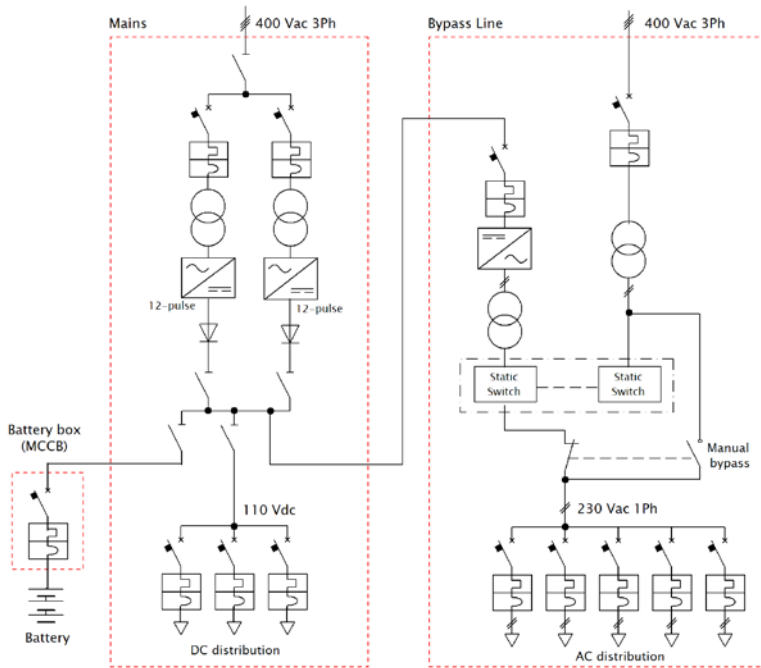 Mains
400 Vac 3Ph
Bypass Line
400 Vac 3Ph
12-pulse
12-pulse
Static
Switch
Static
Switch
Battery box
(MCCB)
Manual
bypass
110 Vdc
230 Vac 1Ph
Battery
DC distribution
AC distribution